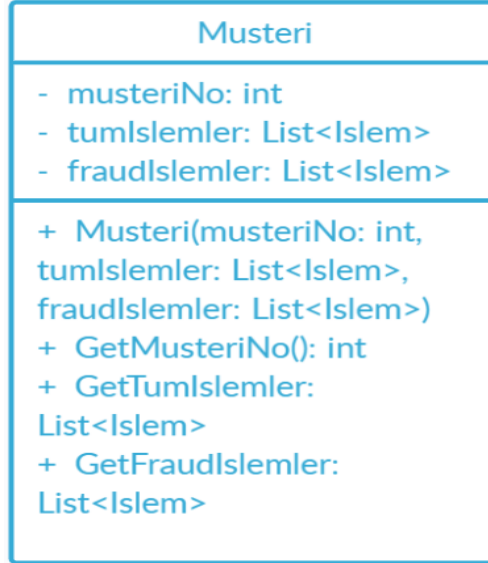 Musteri
- musteriNo: int
- tumIslemler: List<Islem>
- fraudIslemler: List<Islem>
+ Musteri(musteriNo: int,
tumIslemler: List<Islem>,
fraudIslemler: List<Islem>)
+ GetMusteriNo(): int
+ GetTumIslemler:
List<Islem>
+ GetFraudIslemler:
List<Islem>